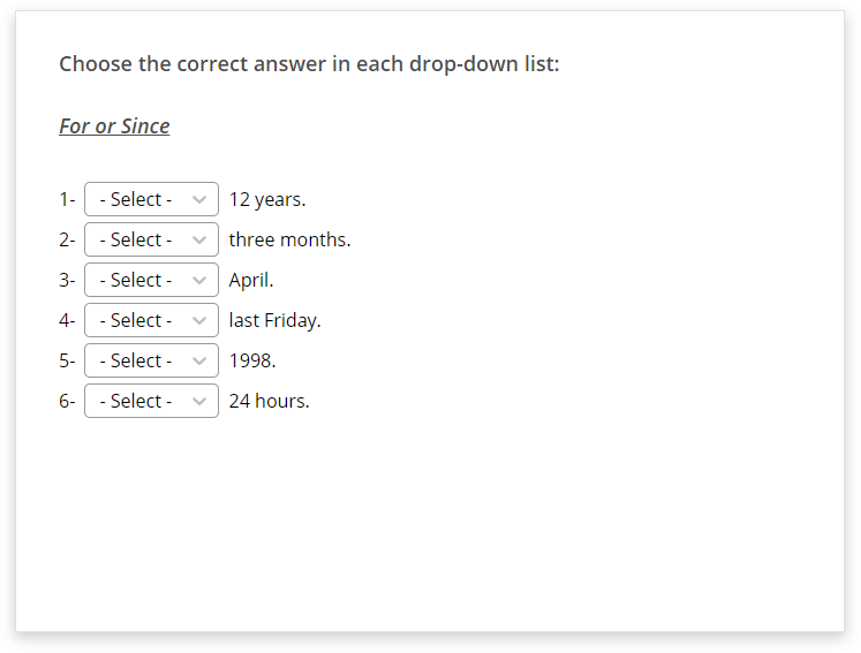 Choose the correct answer in each drop-down list:
For or Since
1- - Select - 12 years.
2- - Select - three months.
3- - Select - April.
4- - Select - last Friday.
5- - Select - 1998.
6- - Select - 24 hours.